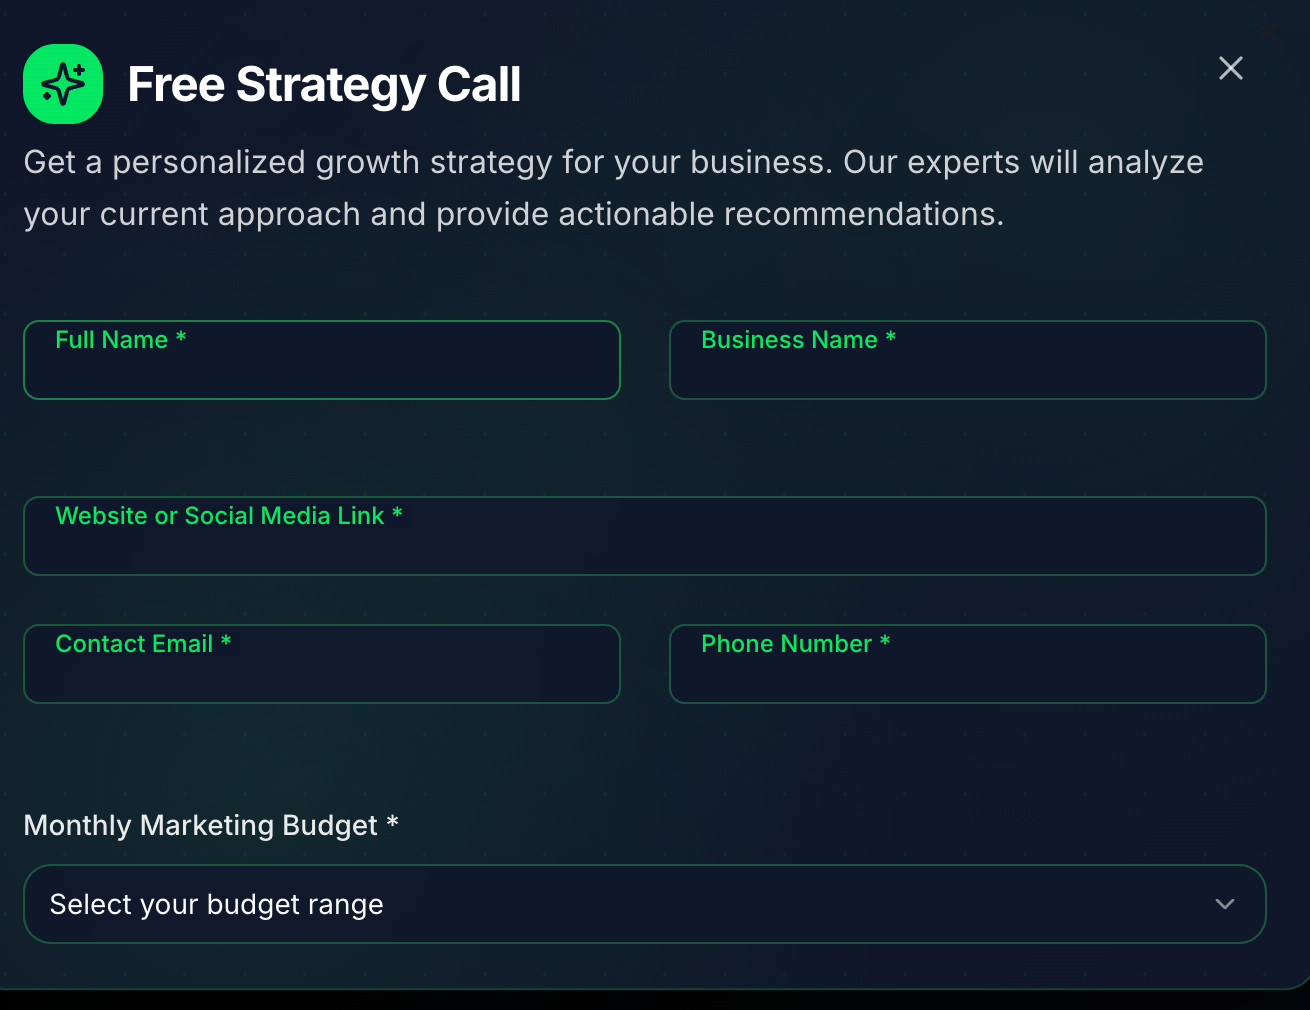 Free Strategy Call
Get a personalized growth strategy for your business. Our experts will analyze
your current approach and provide actionable recommendations.
Full Name *
Business Name *
Website or Social Media Link *
Contact Email *
Phone Number *
Monthly Marketing Budget *
Select your budget range